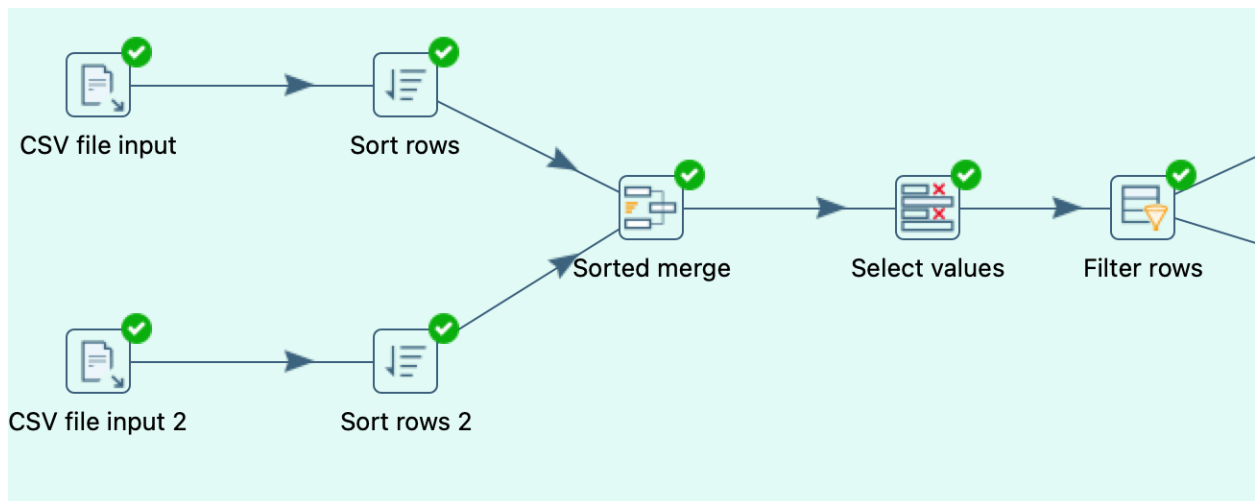 CSV file input
Sort rows
Sorted merge
Select values
Filter rows
CSV file input 2
Sort rows 2